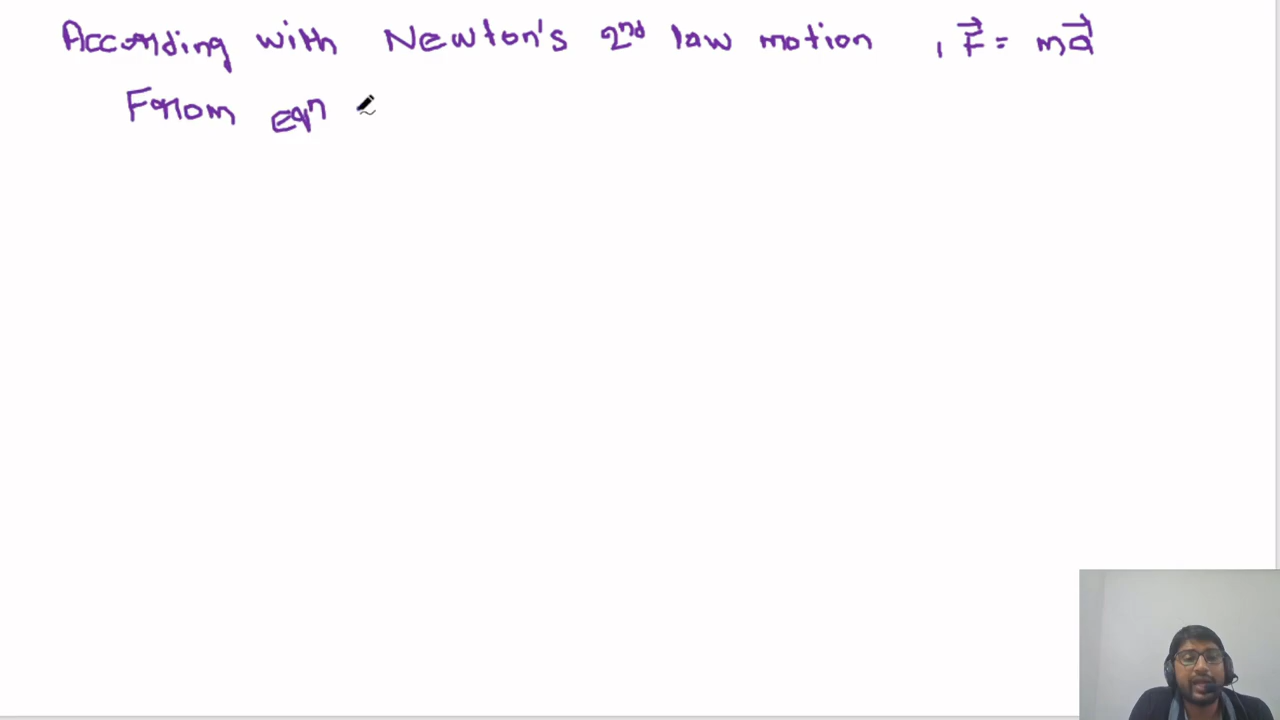 According with Newton's 2nd law motion , F⃗ = ma⃗
From eqn